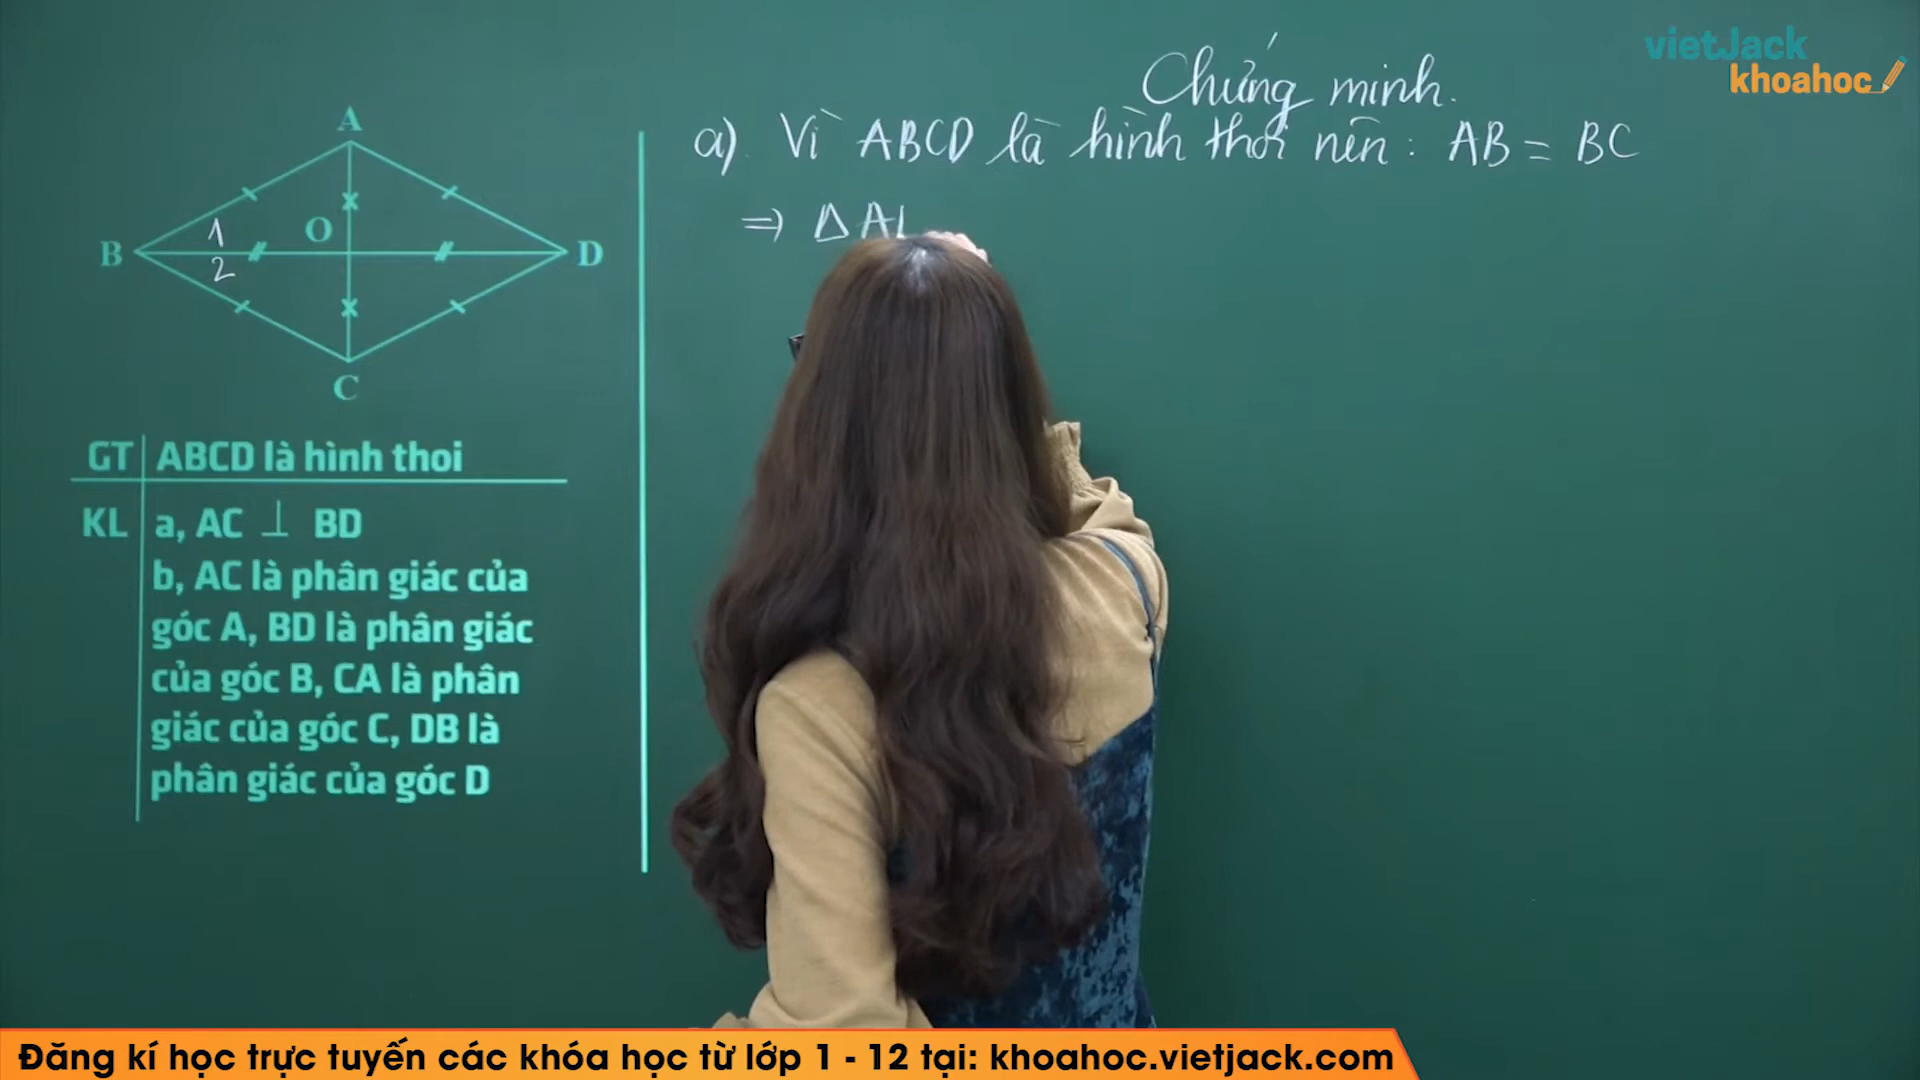 vietJack
khoahoc
Chứng minh.
a). Vì ABCD là hình thoi nên: AB = BC
⇒ Δ A
A
B
1
2
O
D
C
GT ABCD là hình thoi
KL a, AC ⊥ BD
b, AC là phân giác của
góc A, BD là phân giác
của góc B, CA là phân
giác của góc C, DB là
phân giác của góc D
Đăng kí học trực tuyến các khóa học từ lớp 1 - 12 tại: khoahoc.vietjack.com